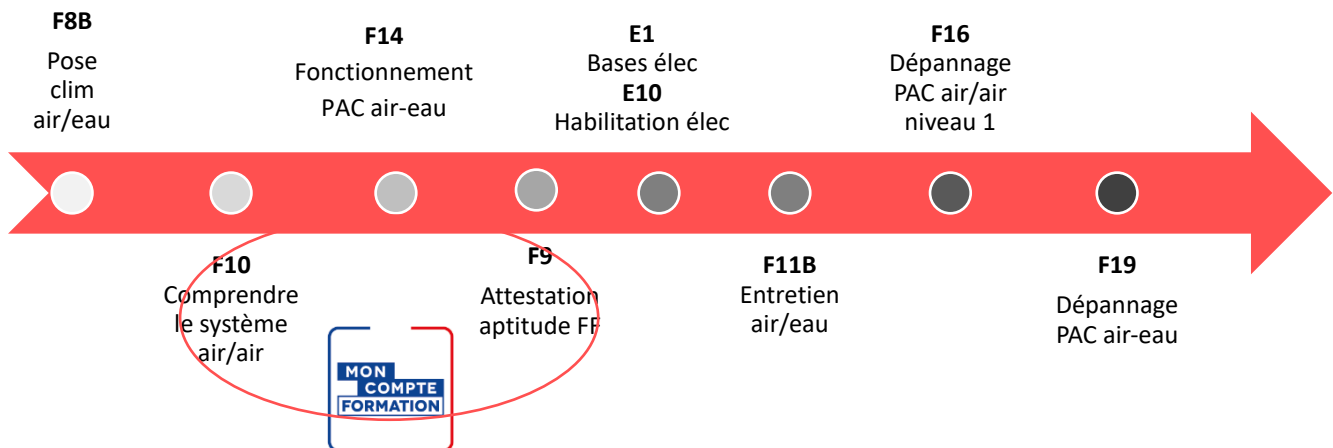 F8B
Pose
clim
air/eau
F14
Fonctionnement
PAC air-eau
E1
Bases élec
E10
Habilitation élec
F16
Dépannage
PAC air/air
niveau 1
F10
Comprendre
le système
air/air
F9
Attestation
aptitude FF
F11B
Entretien
air/eau
F19
Dépannage
PAC air-eau
MON
COMPTE
FORMATION